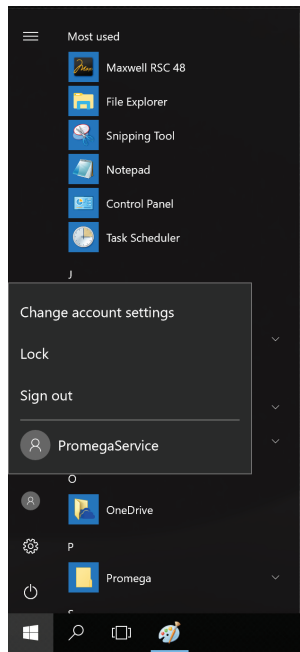 Most used
Maxwell RSC 48
File Explorer
Snipping Tool
Notepad
Control Panel
Task Scheduler
J
Change account settings
Lock
Sign out
PromegaService
O
OneDrive
P
Promega
S